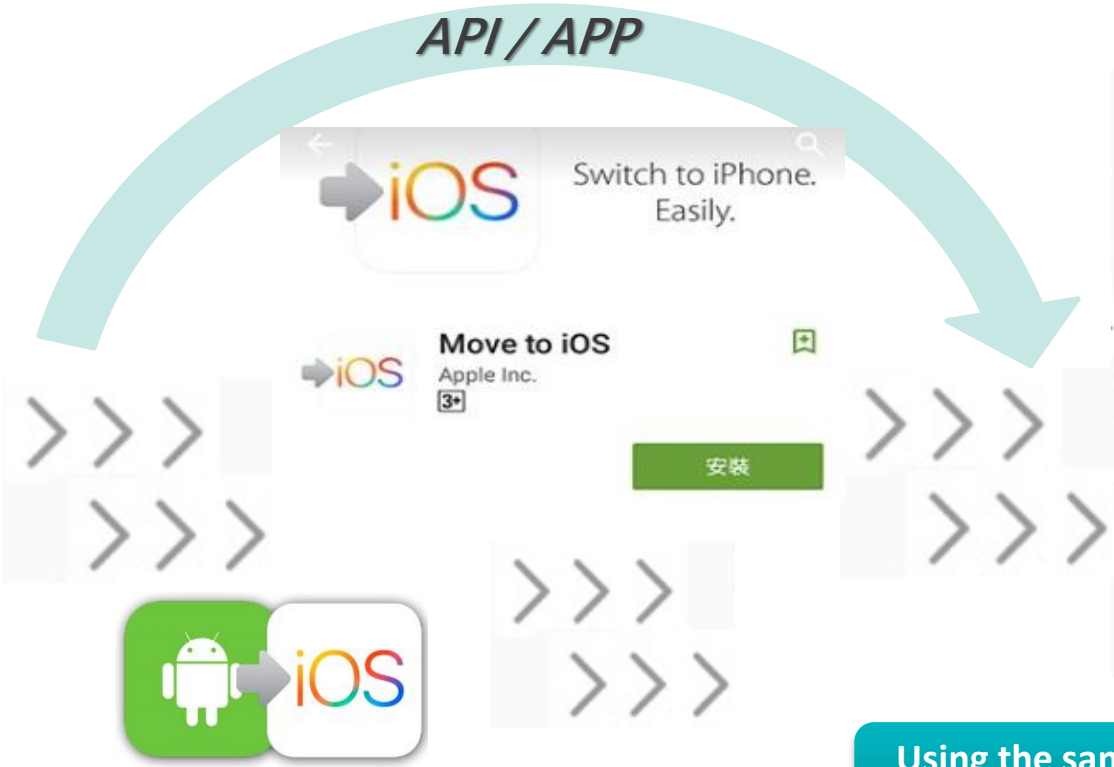 API / APP
iOS
Switch to iPhone.
Easily.
Move to iOS
iOS
Apple Inc.
3+
安裝
iOS
Using the